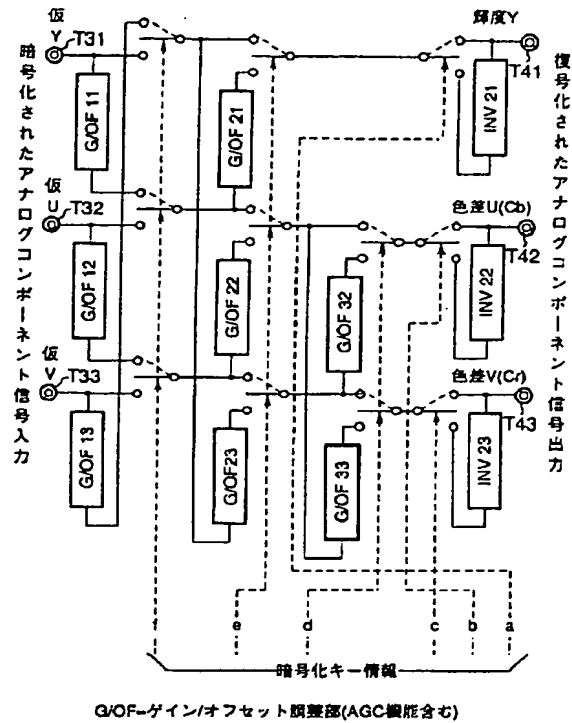 暗号化されたアナログコンポーネント信号入力
仮Y
T31
G/OF 11
仮U
T32
G/OF 12
仮V
T33
G/OF 13
G/OF 21
G/OF 22
G/OF23
G/OF 32
G/OF 33
輝度Y
T41
INV 21
色差U(Cb)
T42
INV 22
色差V(Cr)
T43
INV 23
復号化されたアナログコンポーネント信号出力
f
e
d
c
b
a
暗号化キー情報
G/OF=ゲイン/オフセット調整部(AGC機能含む)